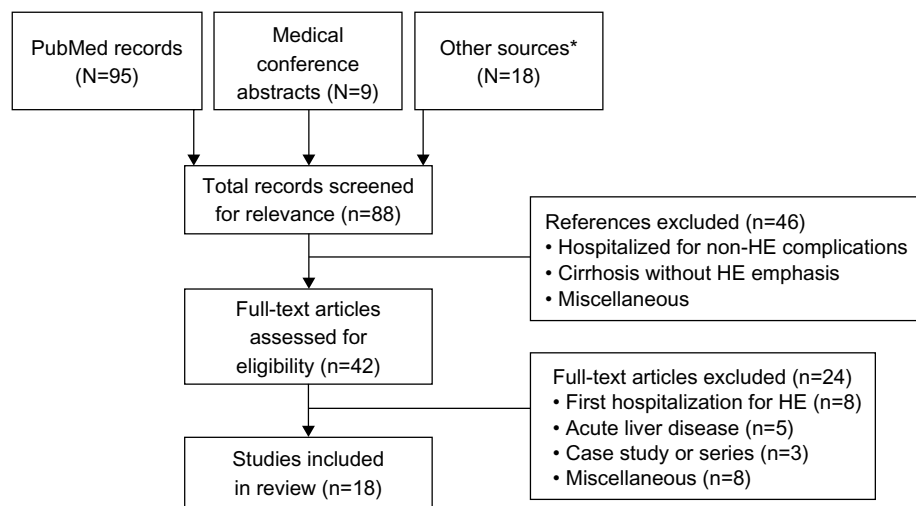 PubMed records
(N=95)
Medical
conference
abstracts (N=9)
Other sources*
(N=18)
Total records screened
for relevance (n=88)
References excluded (n=46)
• Hospitalized for non-HE complications
• Cirrhosis without HE emphasis
• Miscellaneous
Full-text articles
assessed for
eligibility (n=42)
Full-text articles excluded (n=24)
• First hospitalization for HE (n=8)
• Acute liver disease (n=5)
• Case study or series (n=3)
• Miscellaneous (n=8)
Studies included
in review (n=18)